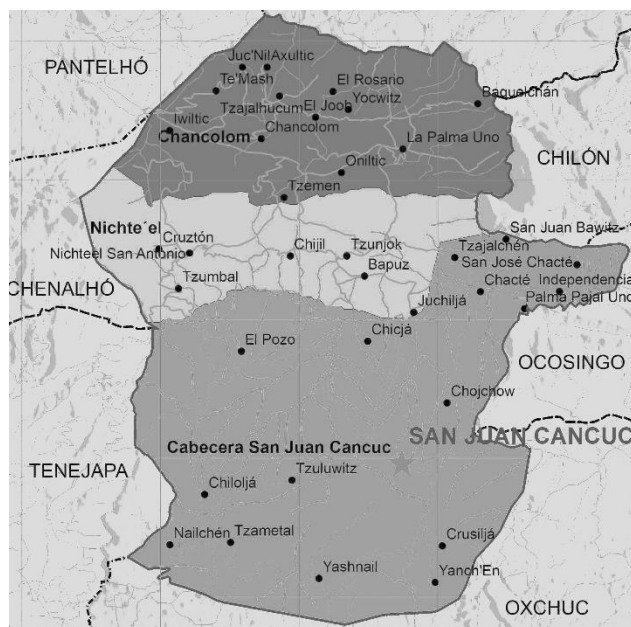 PANTELHÓ
Juc'Nil
Axultic
Te'Mash
El Rosario
Tzajalhucum
El Joob
Yocwitz
Baquelchán
Iwiltic
Chancolom
Chancolom
La Palma Uno
CHILÓN
Oniltic
Tzemen
Nichte´el
Cruztón
Nichteel San Antonio
Chijil
Tzunjok
San Juan Bawitz
Tzajalchén
San José Chacté
CHENALHÓ
Tzumbal
Bapuz
Chacté
Independencia
Juchiljá
Palma Pajal Uno
El Pozo
Chicjá
OCOSINGO
Chojchow
Cabecera San Juan Cancuc
SAN JUAN CANCUC
TENEJAPA
Tzuluwitz
Chiloljá
Nailchén
Tzametal
Crusiljá
Yashnail
Yanch'En
OXCHUC